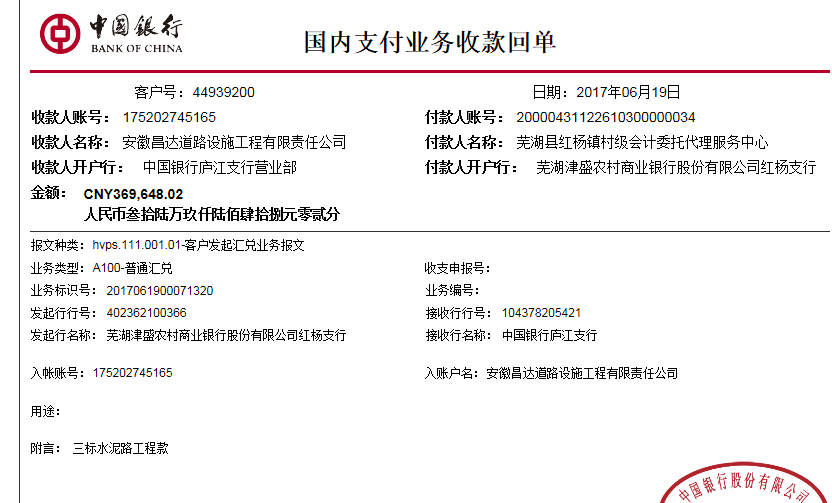 中国银行
BANK OF CHINA
国内支付业务收款回单
客户号：44939200 日期：2017年06月19日
收款人账号：175202745165 付款人账号：20000431122610300000034
收款人名称：安徽昌达道路设施工程有限责任公司 付款人名称：芜湖县红杨镇村级会计委托代理服务中心
收款人开户行：中国银行庐江支行营业部 付款人开户行：芜湖津盛农村商业银行股份有限公司红杨支行
金额：CNY369,648.02
人民币叁拾陆万玖仟陆佰肆拾捌元零贰分
报文种类：hvps.111.001.01-客户发起汇兑业务报文
业务类型：A100-普通汇兑 收支申报号：
业务标识号：2017061900071320 业务编号：
发起行行号：402362100366 接收行行号：104378205421
发起行名称：芜湖津盛农村商业银行股份有限公司红杨支行 接收行名称：中国银行庐江支行
入帐账号：175202745165 入账户名：安徽昌达道路设施工程有限责任公司
用途：
附言：三标水泥路工程款
中国银行股份有限公司